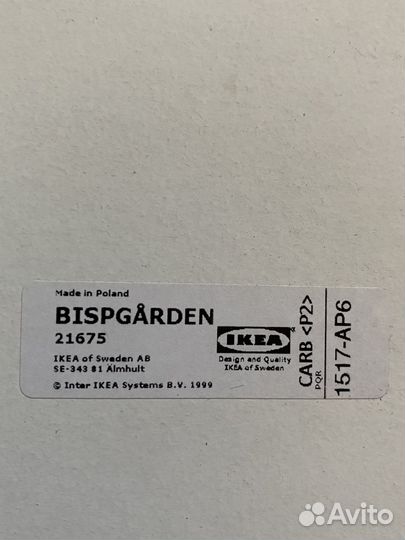 Made in Poland
BISPGÅRDEN
21675
IKEA of Sweden AB
SE-343 81 Älmhult
© Inter IKEA Systems B.V. 1999
IKEA®
Design and Quality
IKEA of Sweden
CARB <P2>
PQR
1517-AP6
Avito